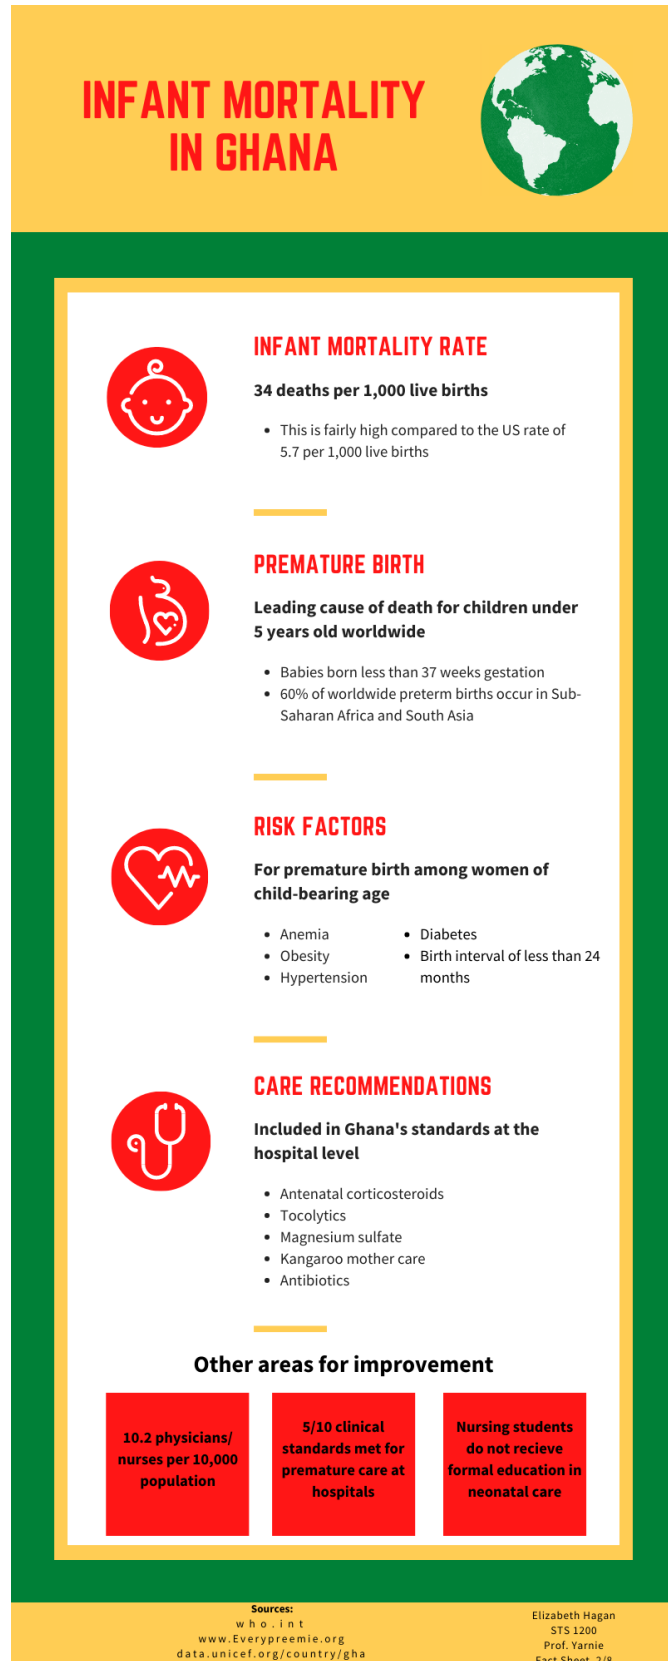 INFANT MORTALITY
IN GHANA
INFANT MORTALITY RATE
34 deaths per 1,000 live births
• This is fairly high compared to the US rate of
5.7 per 1,000 live births
PREMATURE BIRTH
Leading cause of death for children under
5 years old worldwide
• Babies born less than 37 weeks gestation
• 60% of worldwide preterm births occur in Sub-
Saharan Africa and South Asia
RISK FACTORS
For premature birth among women of
child-bearing age
• Anemia
• Obesity
• Hypertension
• Diabetes
• Birth interval of less than 24
months
CARE RECOMMENDATIONS
Included in Ghana's standards at the
hospital level
• Antenatal corticosteroids
• Tocolytics
• Magnesium sulfate
• Kangaroo mother care
• Antibiotics
Other areas for improvement
10.2 physicians/
nurses per 10,000
population
5/10 clinical
standards met for
premature care at
hospitals
Nursing students
do not recieve
formal education in
neonatal care
Sources:
who.int
www.Everypreemie.org
data.unicef.org/country/gha
Elizabeth Hagan
STS 1200
Prof. Yarnie
Fact Sheet, 2/8